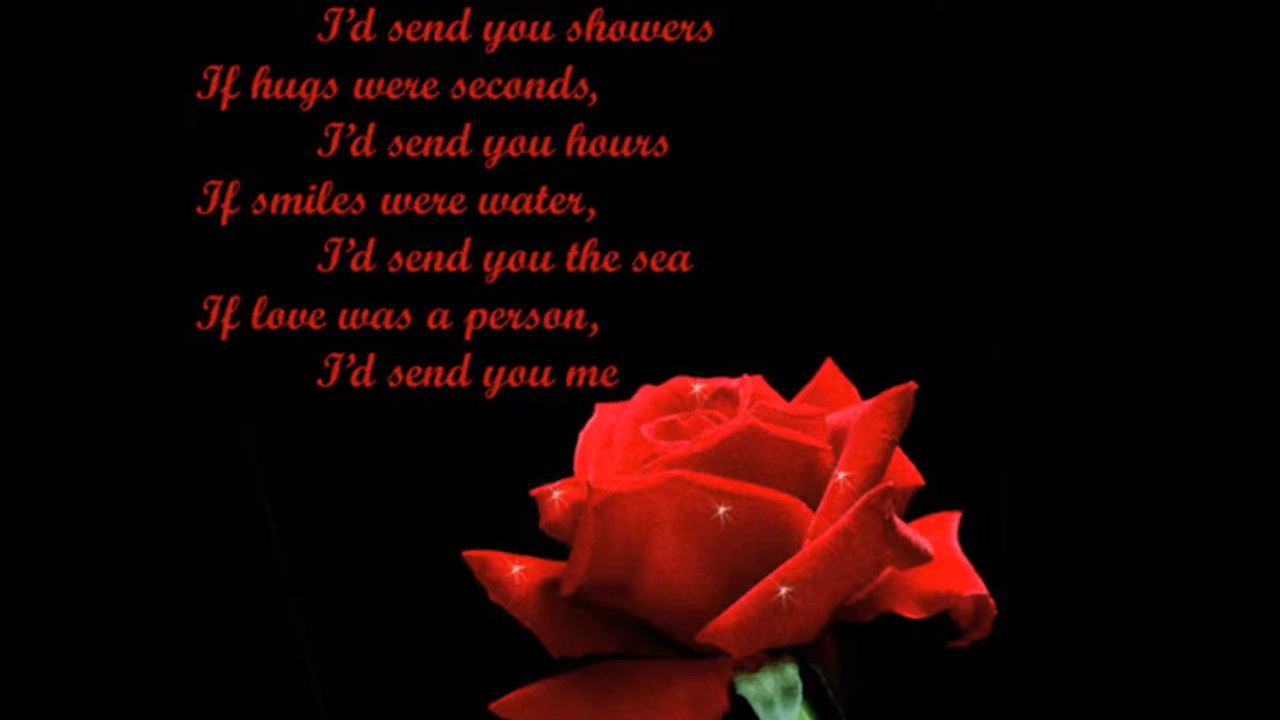 I'd send you showers
If hugs were seconds,
I'd send you hours
If smiles were water,
I'd send you the sea
If love was a person,
I'd send you me